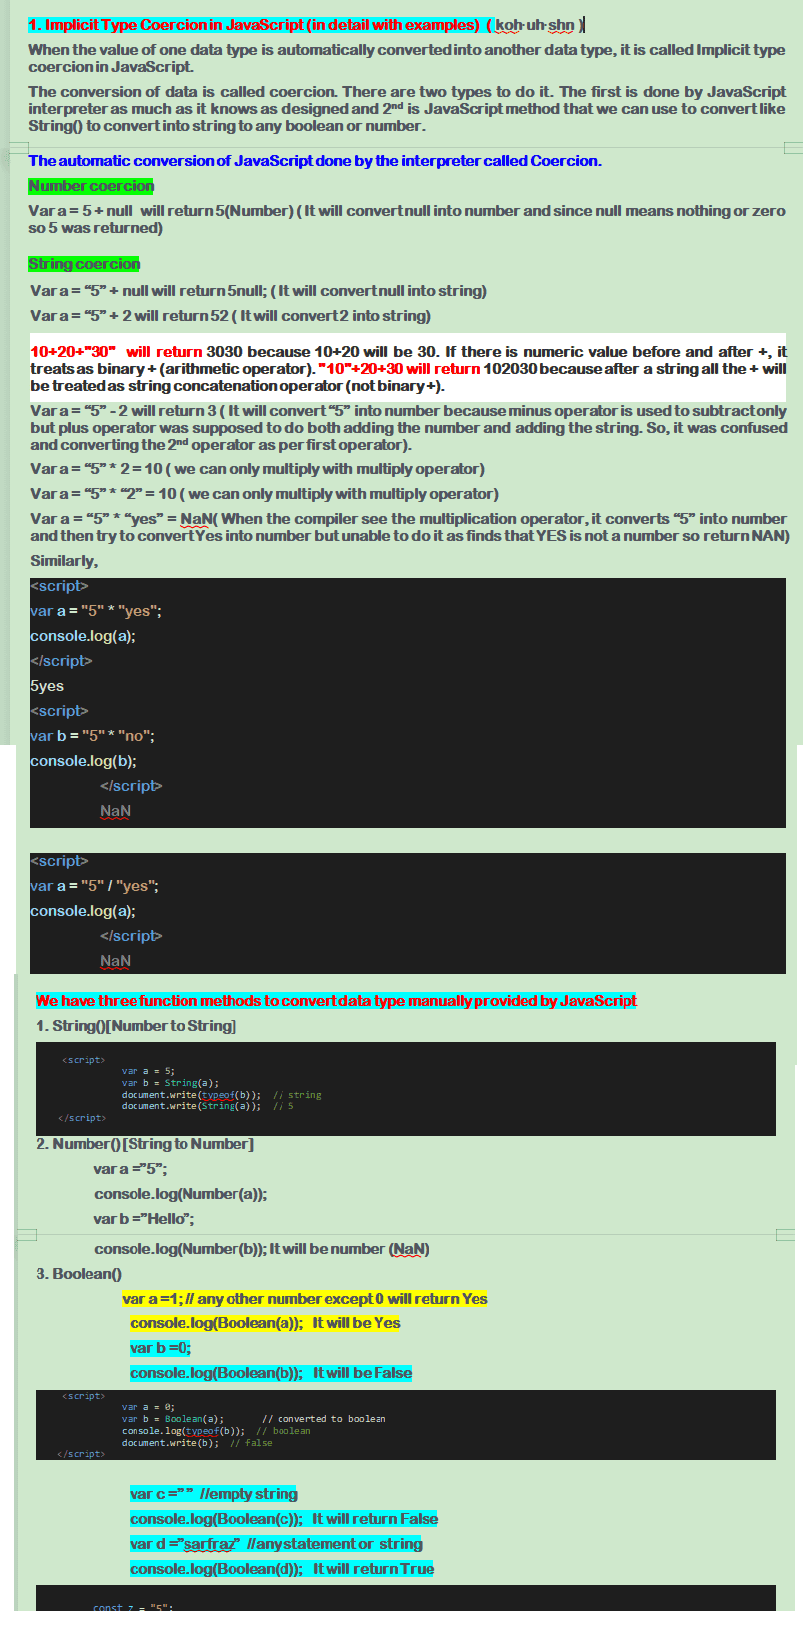 1. Implicit Type Coercion in JavaScript (in detail with examples) ( koh·uh·shn )
When the value of one data type is automatically converted into another data type, it is called Implicit type
coercion in JavaScript.
The conversion of data is called coercion. There are two types to do it. The first is done by JavaScript
interpreter as much as it knows as designed and 2nd is JavaScript method that we can use to convert like
String() to convert into string to any boolean or number.
The automatic conversion of JavaScript done by the interpreter called Coercion.
Number coercion
Var a = 5 + null will return 5(Number) ( It will convert null into number and since null means nothing or zero
so 5 was returned)
String coercion
Var a = “5” + null will return 5null; ( It will convert null into string)
Var a = “5” + 2 will return 52 ( It will convert 2 into string)
10+20+"30" will return 3030 because 10+20 will be 30. If there is numeric value before and after +, it
treats as binary + (arithmetic operator). "10"+20+30 will return 102030 because after a string all the + will
be treated as string concatenation operator (not binary +).
Var a = “5” - 2 will return 3 ( It will convert “5” into number because minus operator is used to subtract only
but plus operator was supposed to do both adding the number and adding the string. So, it was confused
and converting the 2nd operator as per first operator).
Var a = “5” * 2 = 10 ( we can only multiply with multiply operator)
Var a = “5” * “2” = 10 ( we can only multiply with multiply operator)
Var a = “5” * “yes” = NaN( When the compiler see the multiplication operator, it converts “5” into number
and then try to convert Yes into number but unable to do it as finds that YES is not a number so return NAN)
Similarly,
<script>
var a = "5" * "yes";
console.log(a);
</script>
5yes
<script>
var b = "5" * "no";
console.log(b);
</script>
NaN
<script>
var a = "5" / "yes";
console.log(a);
</script>
NaN
We have three function methods to convert data type manually provided by JavaScript
1. String()[Number to String]
<script>
var a = 5;
var b = String(a);
document.write(typeof(b)); // string
document.write(String(a)); // 5
</script>
2. Number()[String to Number]
var a =”5”;
console.log(Number(a));
var b =”Hello”;
console.log(Number(b)); It will be number (NaN)
3. Boolean()
var a =1; // any other number except 0 will return Yes
console.log(Boolean(a)); It will be Yes
var b =0;
console.log(Boolean(b)); It will be False
<script>
var a = 0;
var b = Boolean(a); // converted to boolean
console.log(typeof(b)); // boolean
document.write(b); // false
</script>
var c =” ” //empty string
console.log(Boolean(c)); It will return False
var d =”sarfraz” //any statement or string
console.log(Boolean(d)); It will return True
const z = "5";